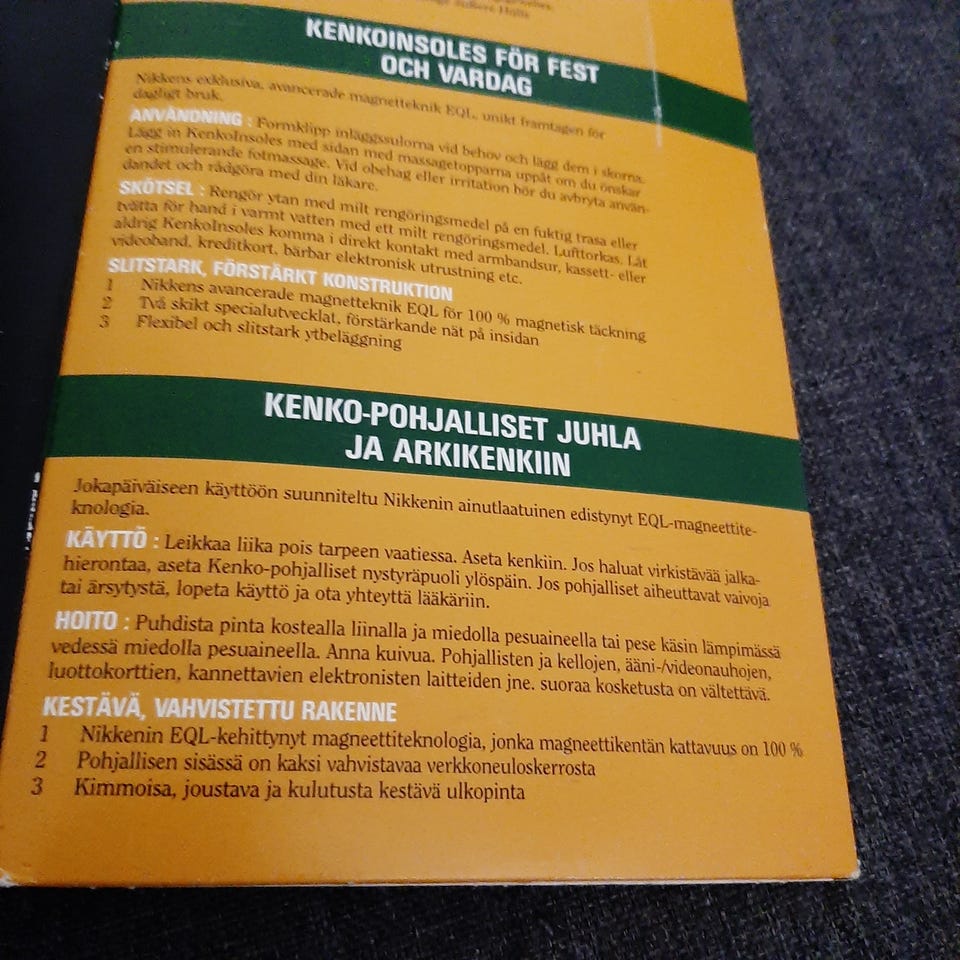 KENKOINSOLES FÖR FEST
OCH VARDAG
Nikkens exklusiva, avancerade magnetteknik EQL, unikt framtagen för
dagligt bruk.
ANVÄNDNING : Formklipp inläggssulorna vid behov och lägg dem i skorna.
Lägg in KenkoInsoles med sidan med massagetopparna uppåt om du önskar
en stimulerande fotmassage. Vid obehag eller irritation bör du avbryta använ-
dandet och rådgöra med din läkare.
SKÖTSEL : Rengör ytan med milt rengöringsmedel på en fuktig trasa eller
tvätta för hand i varmt vatten med ett milt rengöringsmedel. Lufttorkas. Låt
aldrig KenkoInsoles komma i direkt kontakt med armbandsur, kassett- eller
videoband, kreditkort, bärbar elektronisk utrustning etc.
SLITSTARK, FÖRSTÄRKT KONSTRUKTION
1 Nikkens avancerade magnetteknik EQL för 100 % magnetisk täckning
2 Två skikt specialutvecklat, förstärkande nät på insidan
3 Flexibel och slitstark ytbeläggning
KENKO-POHJALLISET JUHLA
JA ARKIKENKIIN
Jokapäiväiseen käyttöön suunniteltu Nikkenin ainutlaatuinen edistynyt EQL-magneettite-
knologia.
KÄYTTÖ : Leikkaa liika pois tarpeen vaatiessa. Aseta kenkiin. Jos haluat virkistävää jalka-
hierontaa, aseta Kenko-pohjalliset nystyräpuoli ylöspäin. Jos pohjalliset aiheuttavat vaivoja
tai ärsytystä, lopeta käyttö ja ota yhteyttä lääkäriin.
HOITO : Puhdista pinta kostealla liinalla ja miedolla pesuaineella tai pese käsin lämpimässä
vedessä miedolla pesuaineella. Anna kuivua. Pohjallisten ja kellojen, ääni-/videonauhojen,
luottokorttien, kannettavien elektronisten laitteiden jne. suoraa kosketusta on vältettävä.
KESTÄVÄ, VAHVISTETTU RAKENNE
1 Nikkenin EQL-kehittynyt magneettiteknologia, jonka magneettikentän kattavuus on 100 %
2 Pohjallisen sisässä on kaksi vahvistavaa verkkoneuloskerrosta
3 Kimmoisa, joustava ja kulutusta kestävä ulkopinta